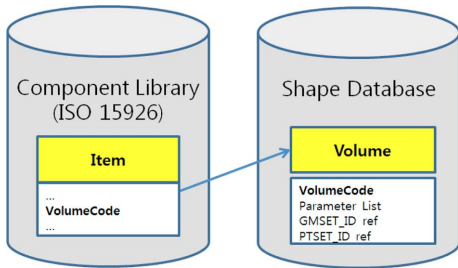 Component Library
(ISO 15926)
Item
...
VolumeCode
...
Shape Database
Volume
VolumeCode
Parameter List
GMSET_ID ref
PTSET_ID ref